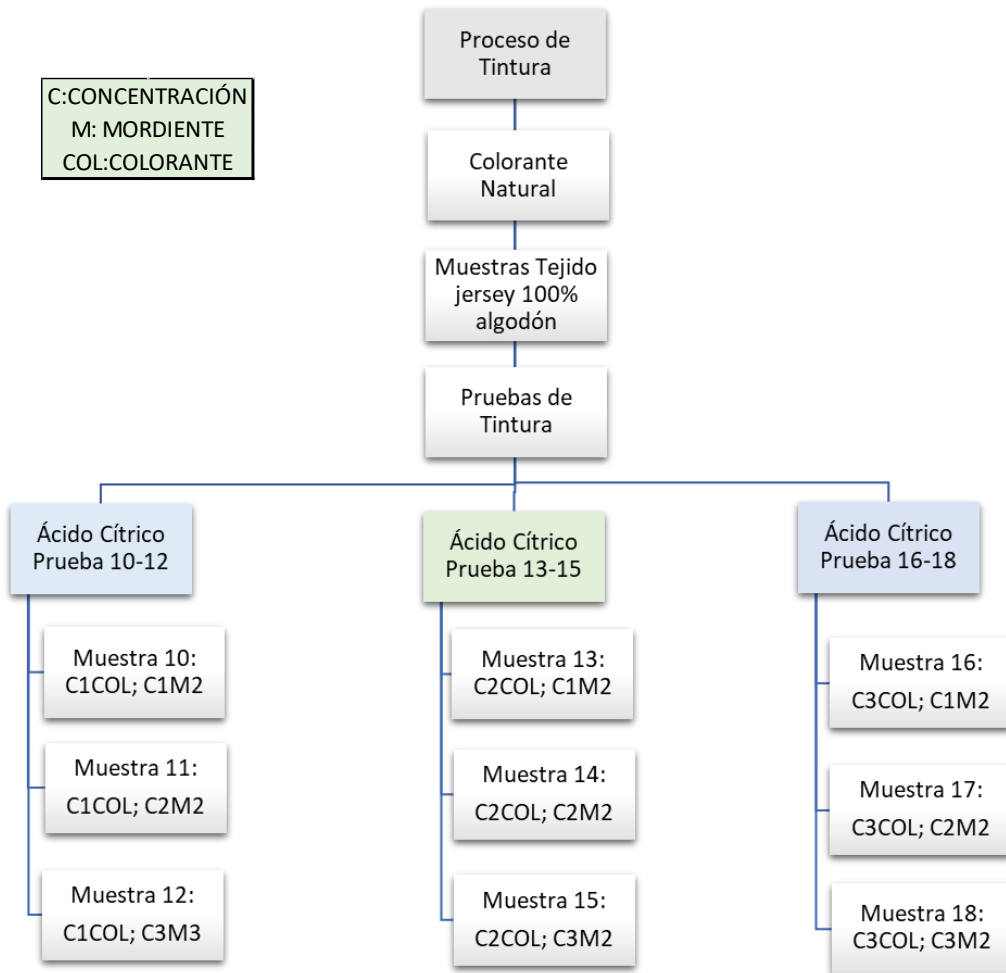 Proceso de
Tintura
C:CONCENTRACIÓN
M: MORDIENTE
COL:COLORANTE
Colorante
Natural
Muestras Tejido
jersey 100%
algodón
Pruebas de
Tintura
Ácido Cítrico
Prueba 10-12
Muestra 10:
C1COL; C1M2
Muestra 11:
C1COL; C2M2
Muestra 12:
C1COL; C3M3
Ácido Cítrico
Prueba 13-15
Muestra 13:
C2COL; C1M2
Muestra 14:
C2COL; C2M2
Muestra 15:
C2COL; C3M2
Ácido Cítrico
Prueba 16-18
Muestra 16:
C3COL; C1M2
Muestra 17:
C3COL; C2M2
Muestra 18:
C3COL; C3M2